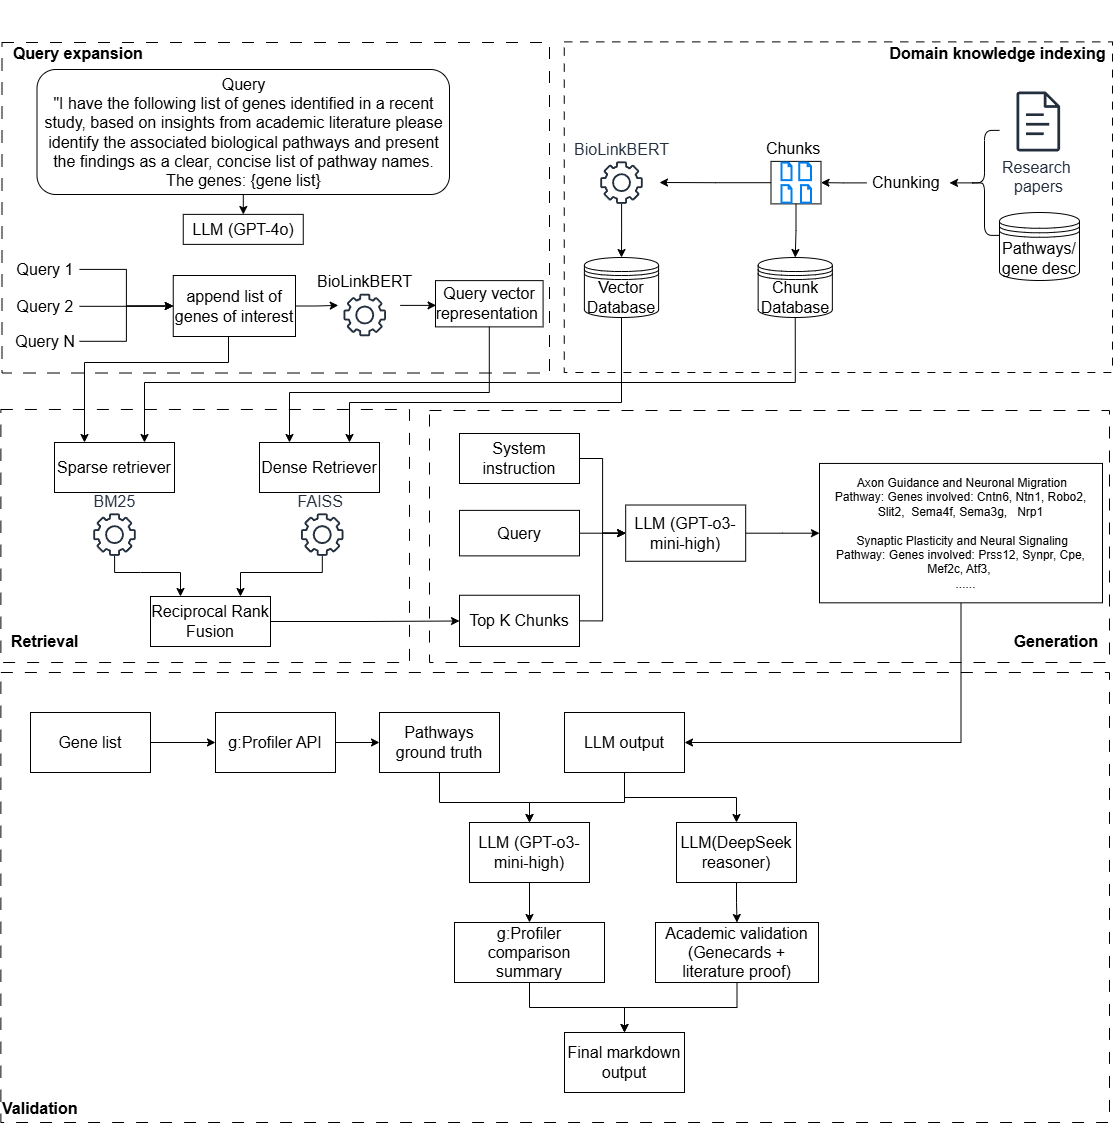 Query expansion
Query
"I have the following list of genes identified in a recent
study, based on insights from academic literature please
identify the associated biological pathways and present
the findings as a clear, concise list of pathway names.
The genes: {gene list}
LLM (GPT-4o)
Query 1
Query 2
Query N
append list of
genes of interest
BioLinkBERT
Query vector
representation
Domain knowledge indexing
BioLinkBERT
Chunks
Chunking
Research
papers
Pathways/
gene desc
Vector
Database
Chunk
Database
Sparse retriever
BM25
Dense Retriever
FAISS
Reciprocal Rank
Fusion
Retrieval
System
instruction
Query
Top K Chunks
LLM (GPT-o3-
mini-high)
Axon Guidance and Neuronal Migration
Pathway: Genes involved: Cntn6, Ntn1, Robo2,
Slit2, Sema4f, Sema3g, Nrp1
Synaptic Plasticity and Neural Signaling
Pathway: Genes involved: Prss12, Synpr, Cpe,
Mef2c, Atf3,
......
Generation
Gene list
g:Profiler API
Pathways
ground truth
LLM output
LLM (GPT-o3-
mini-high)
LLM(DeepSeek
reasoner)
g:Profiler
comparison
summary
Academic validation
(Genecards +
literature proof)
Final markdown
output
Validation